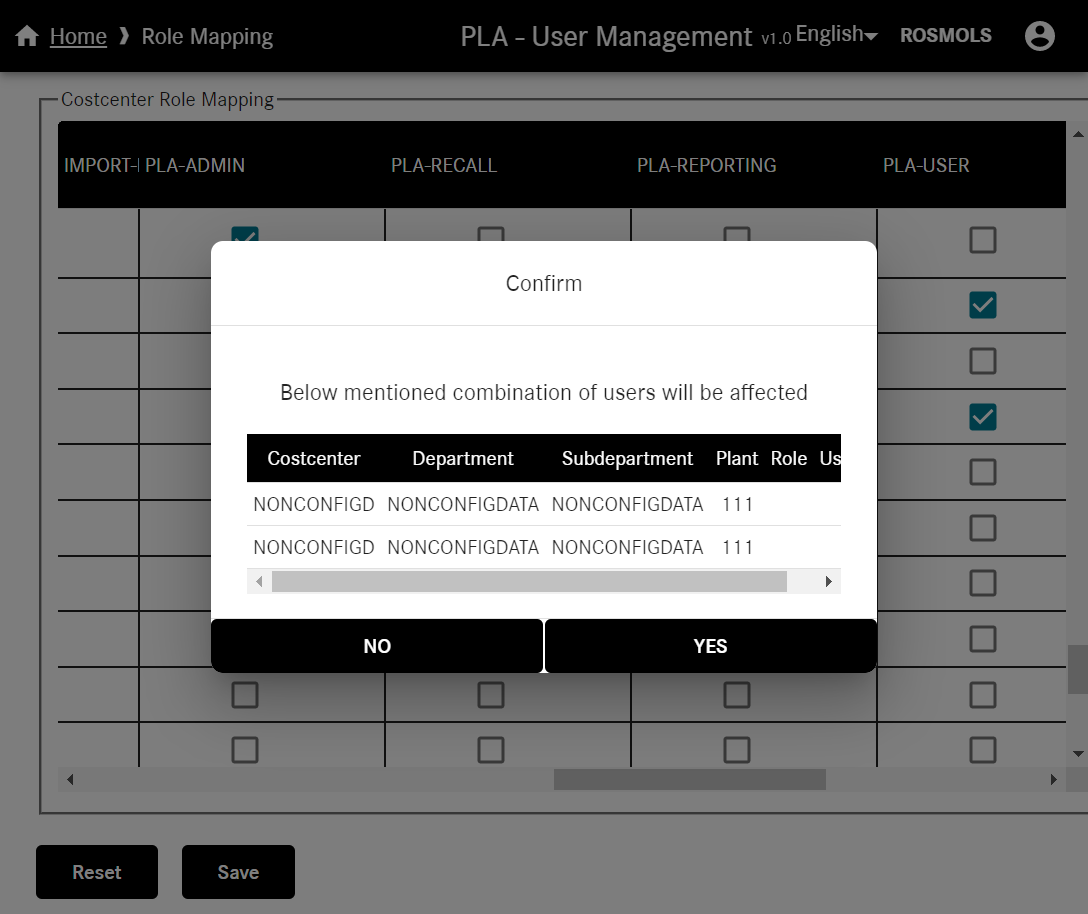 Home ❱ Role Mapping PLA - User Management v1.0 English ROSMOLS
Costcenter Role Mapping
IMPORT- PLA-ADMIN PLA-RECALL PLA-REPORTING PLA-USER
Confirm
Below mentioned combination of users will be affected
Costcenter Department Subdepartment Plant Role Us
NONCONFIGD NONCONFIGDATA NONCONFIGDATA 111
NONCONFIGD NONCONFIGDATA NONCONFIGDATA 111
NO YES
Reset Save